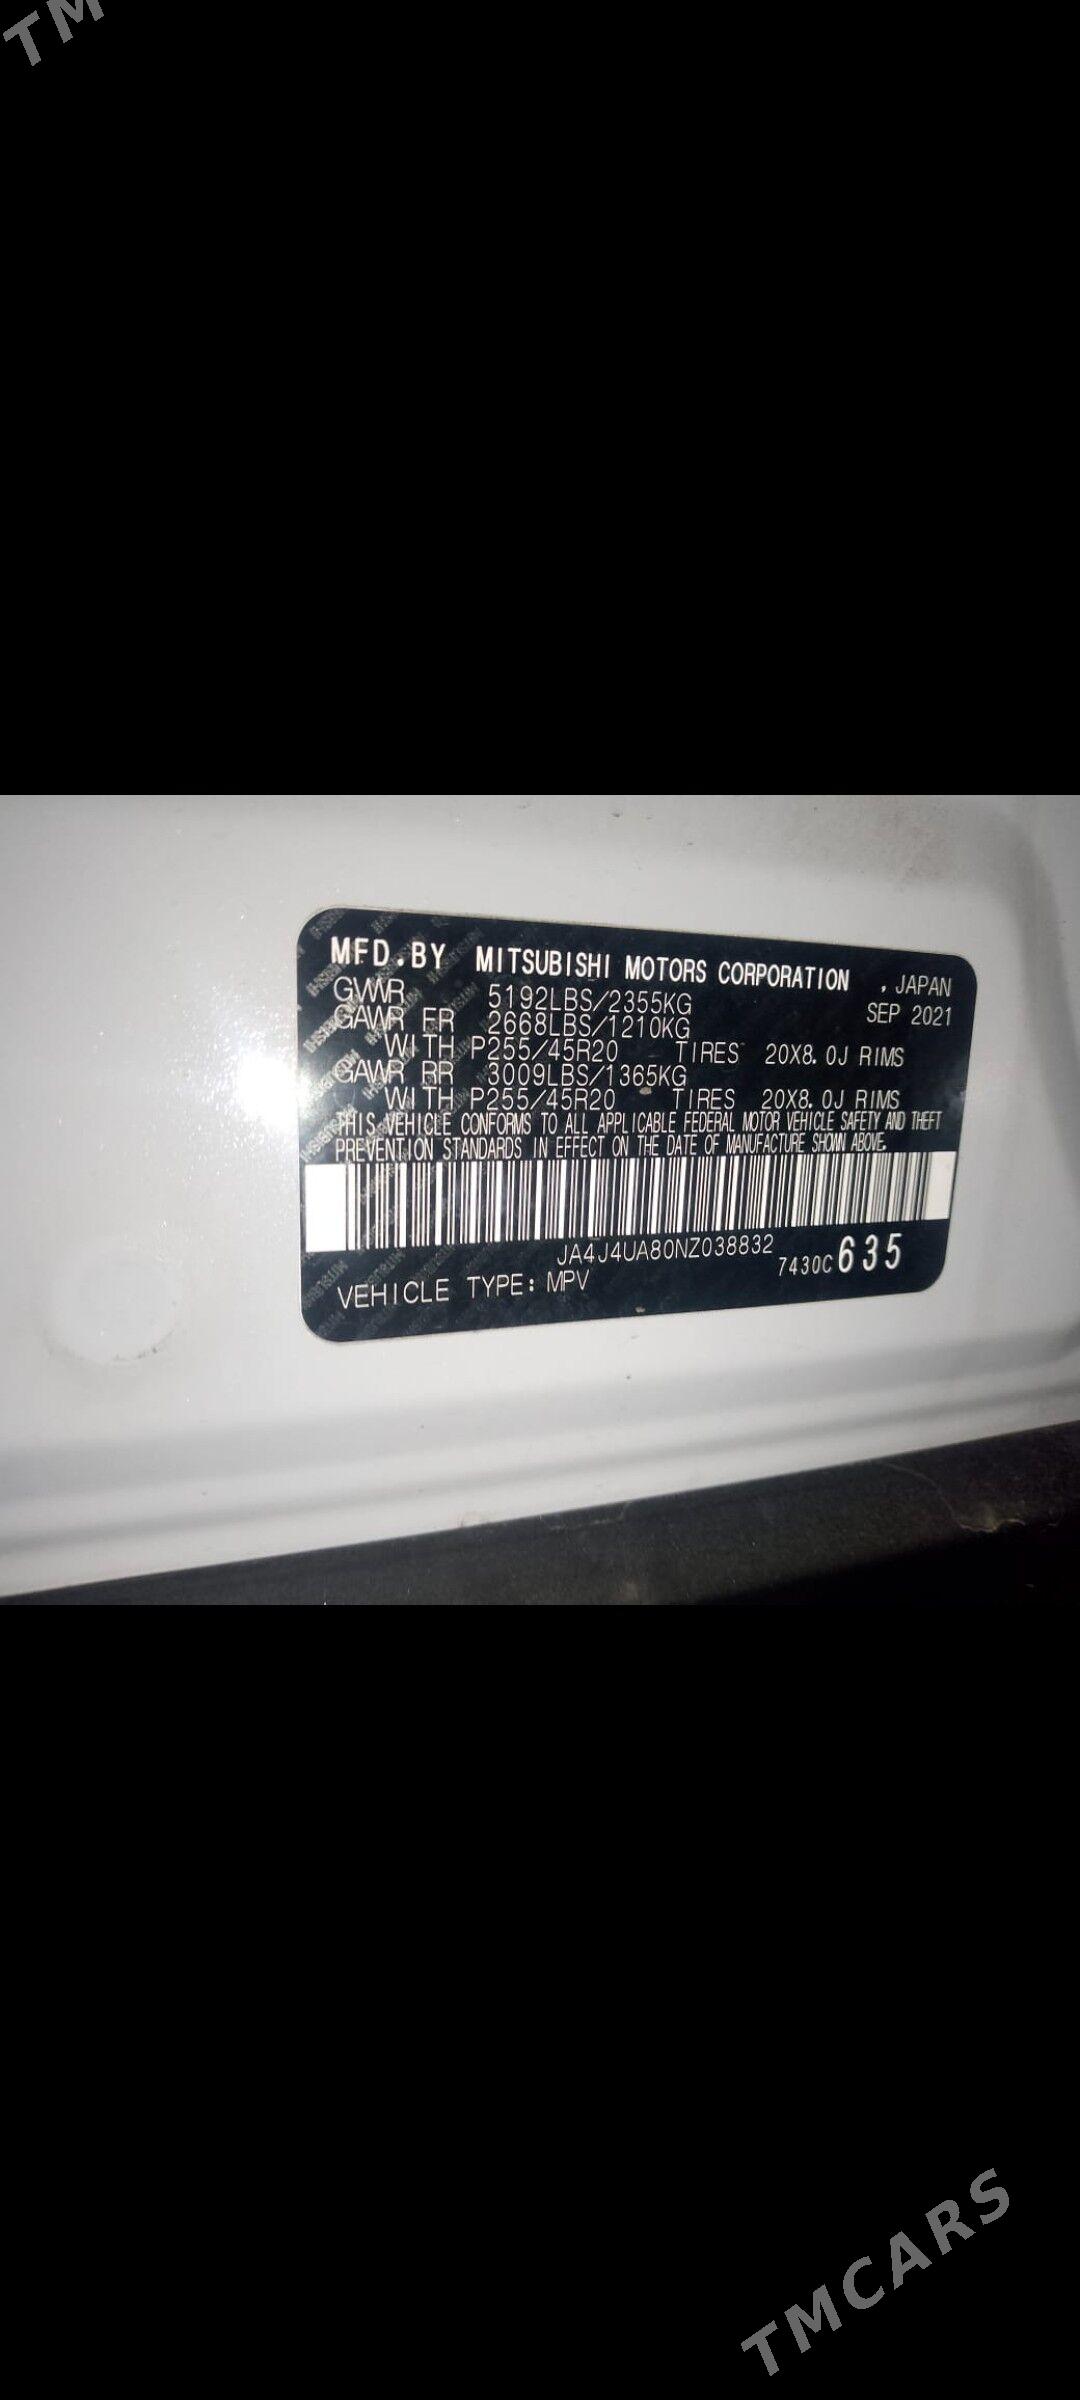 TM
MFD.BY MITSUBISHI MOTORS CORPORATION , JAPAN
GVWR 5192LBS/2355KG SEP 2021
GAWR FR 2668LBS/1210KG
WITH P255/45R20 TIRES 20X8.0J RIMS
GAWR RR 3009LBS/1365KG
WITH P255/45R20 TIRES 20X8.0J RIMS
THIS VEHICLE CONFORMS TO ALL APPLICABLE FEDERAL MOTOR VEHICLE SAFETY AND THEFT
PREVENTION STANDARDS IN EFFECT ON THE DATE OF MANUFACTURE SHOWN ABOVE.
JA4J4UA80NZ038832
7430C 635
VEHICLE TYPE: MPV
TMCARS